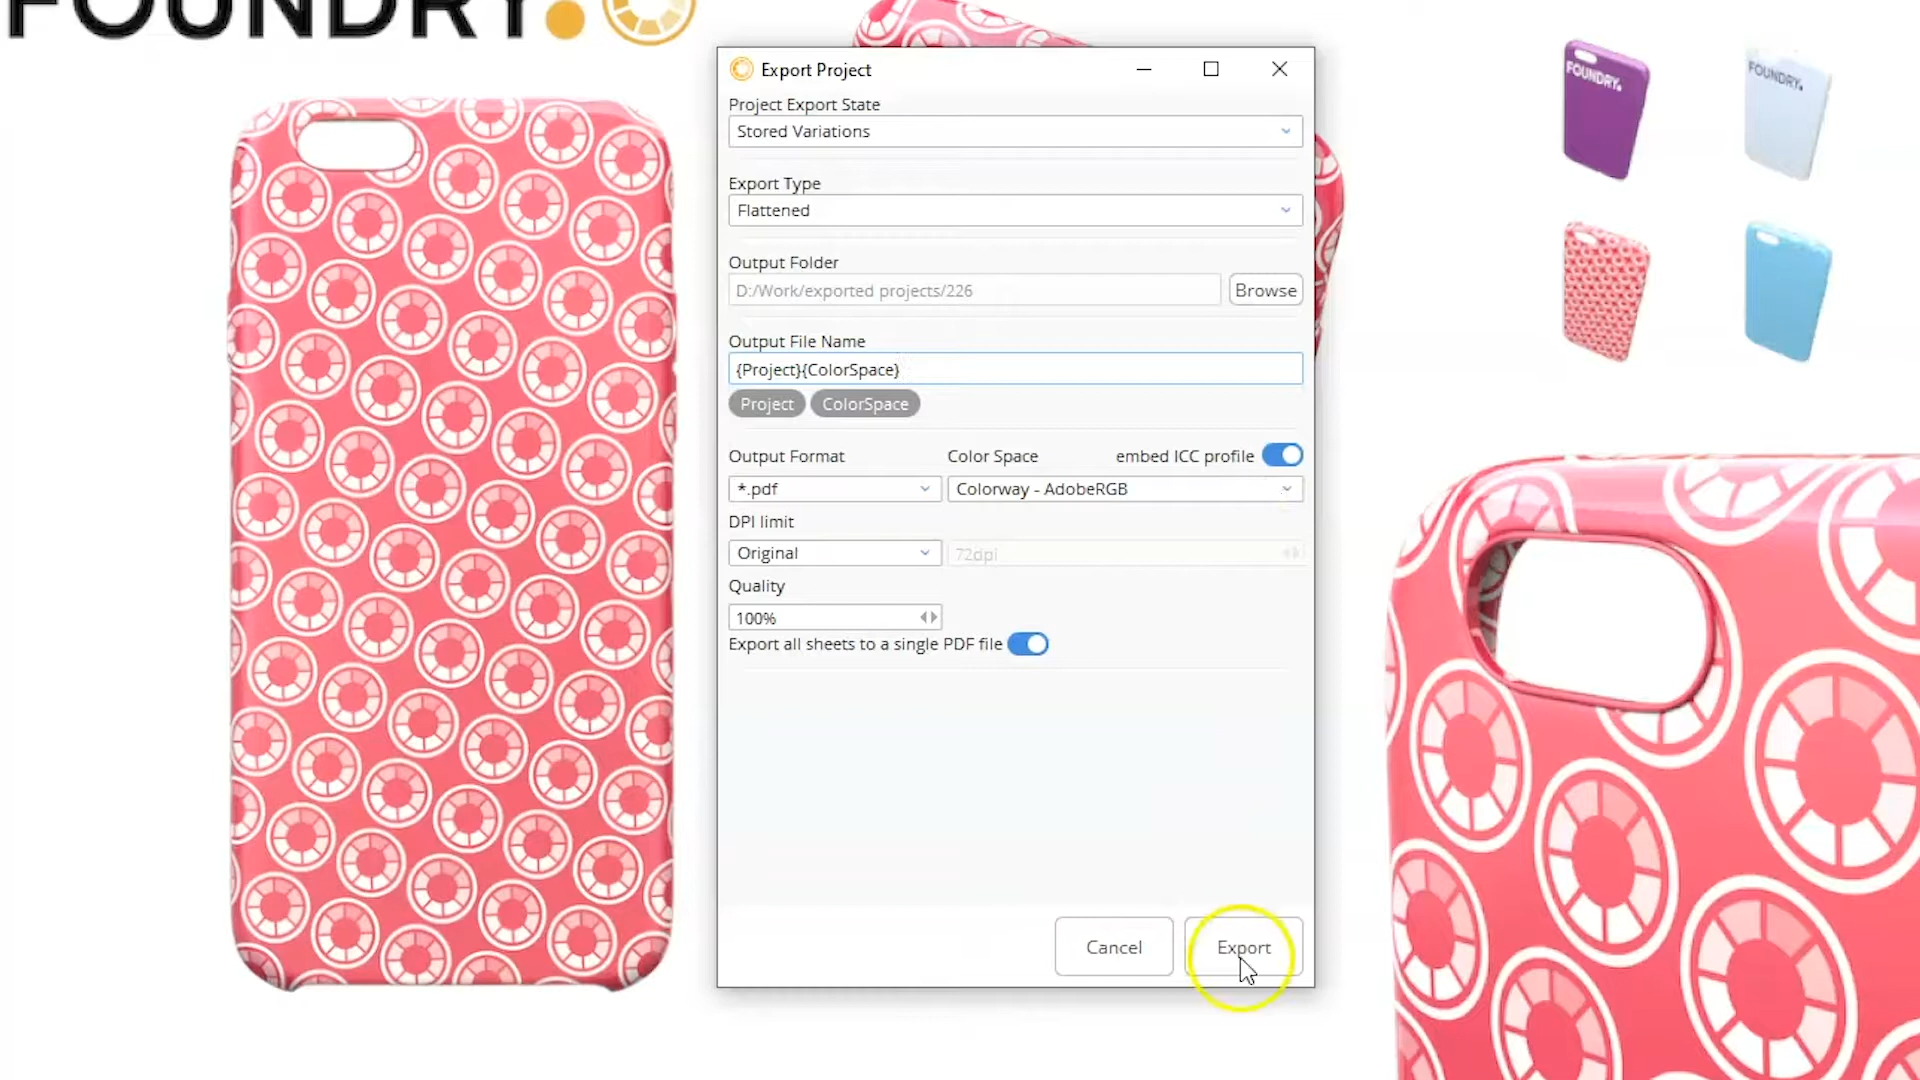 FOUNDRY.
Export Project
Project Export State
Stored Variations
Export Type
Flattened
Output Folder
D:/Work/exported projects/226
Browse
Output File Name
{Project}{ColorSpace}
Project ColorSpace
Output Format Color Space embed ICC profile
*.pdf Colorway - AdobeRGB
DPI limit
Original 72dpi
Quality
100%
Export all sheets to a single PDF file
Cancel Export
FOUNDRY.
FOUNDRY.